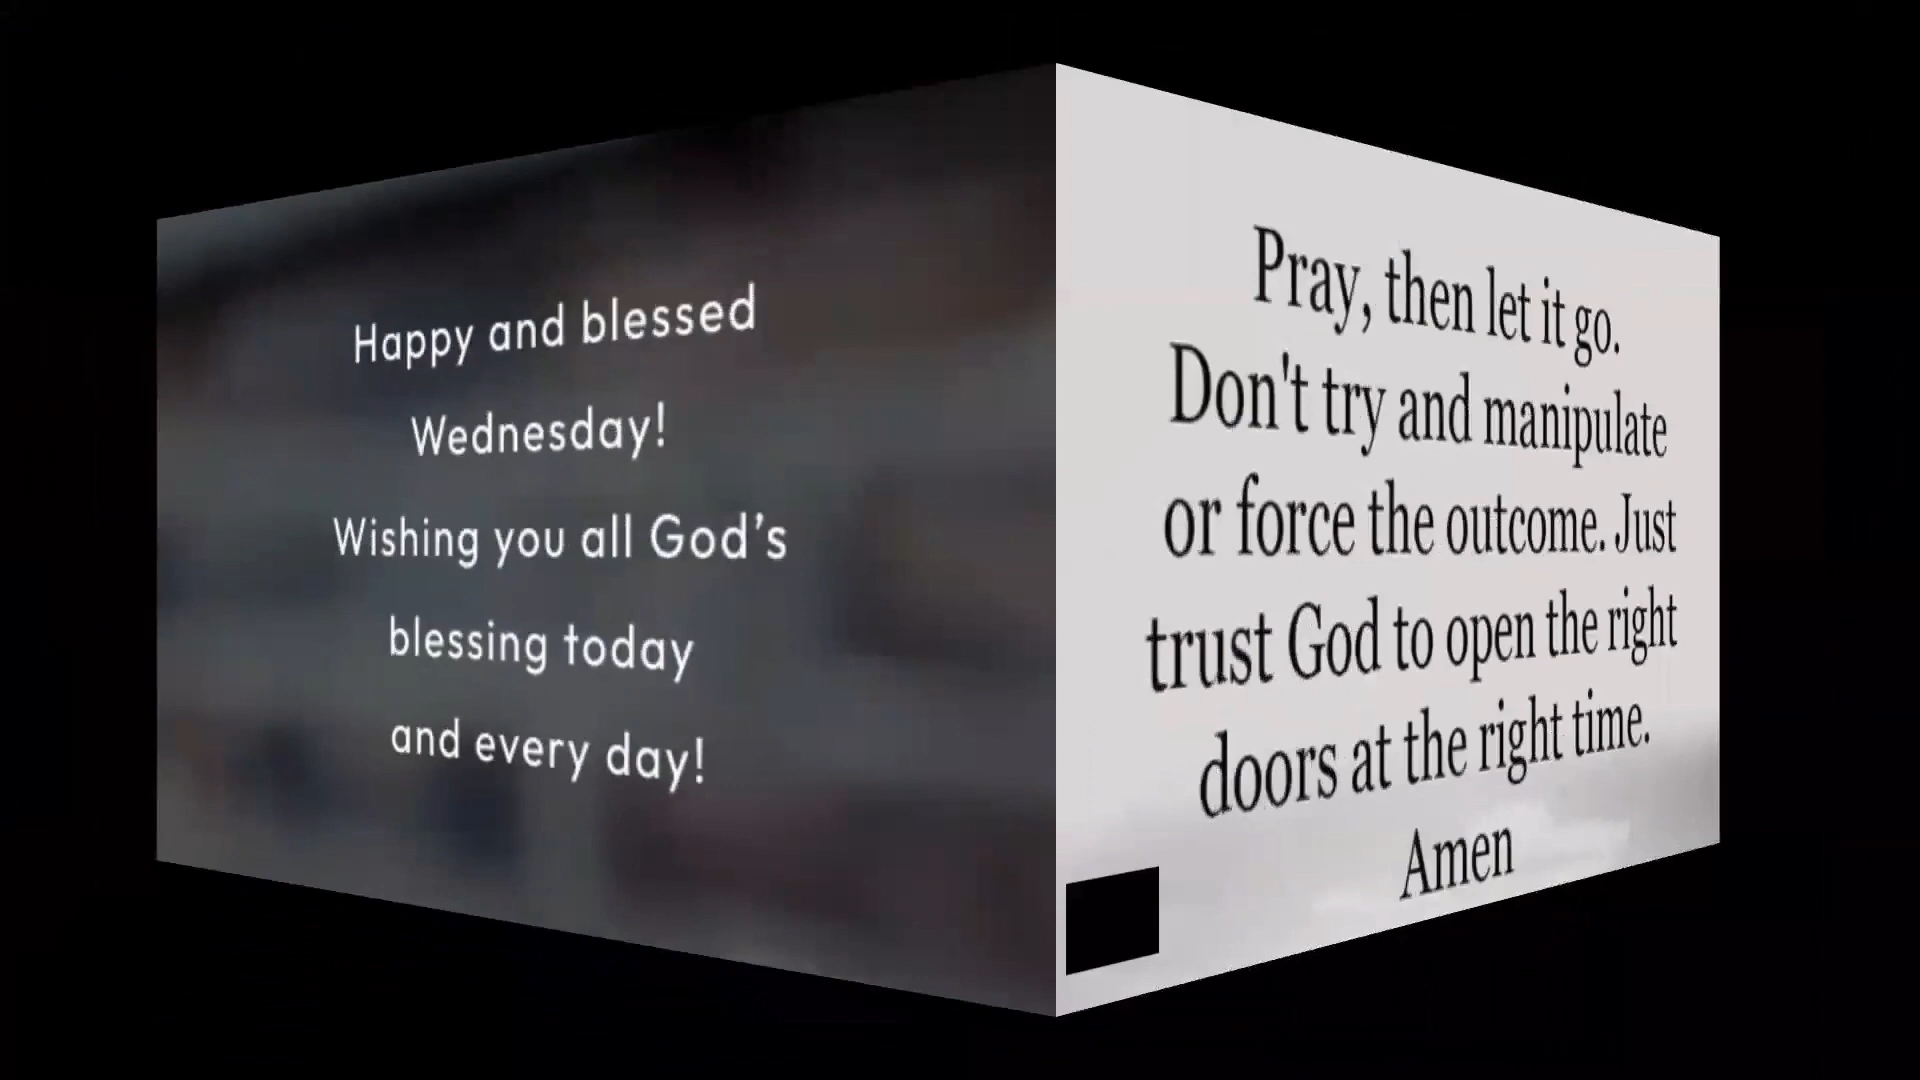 Happy and blessed
Wednesday!
Wishing you all God’s
blessing today
and every day!
Pray, then let it go.
Don't try and manipulate
or force the outcome. Just
trust God to open the right
doors at the right time.
Amen